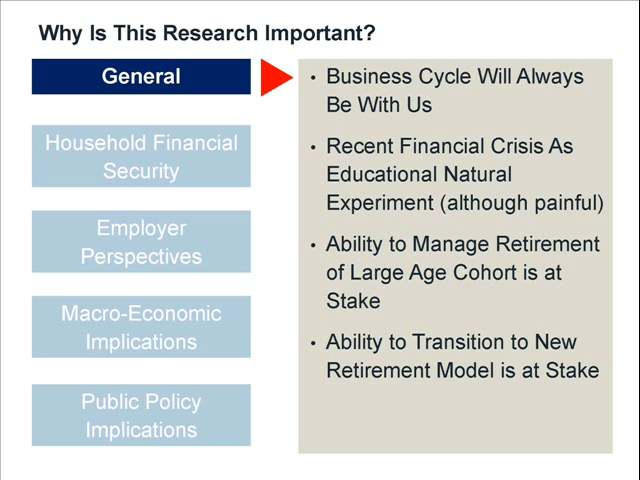 Why Is This Research Important?
General
Household Financial
Security
Employer
Perspectives
Macro-Economic
Implications
Public Policy
Implications
• Business Cycle Will Always
Be With Us
• Recent Financial Crisis As
Educational Natural
Experiment (although painful)
• Ability to Manage Retirement
of Large Age Cohort is at
Stake
• Ability to Transition to New
Retirement Model is at Stake